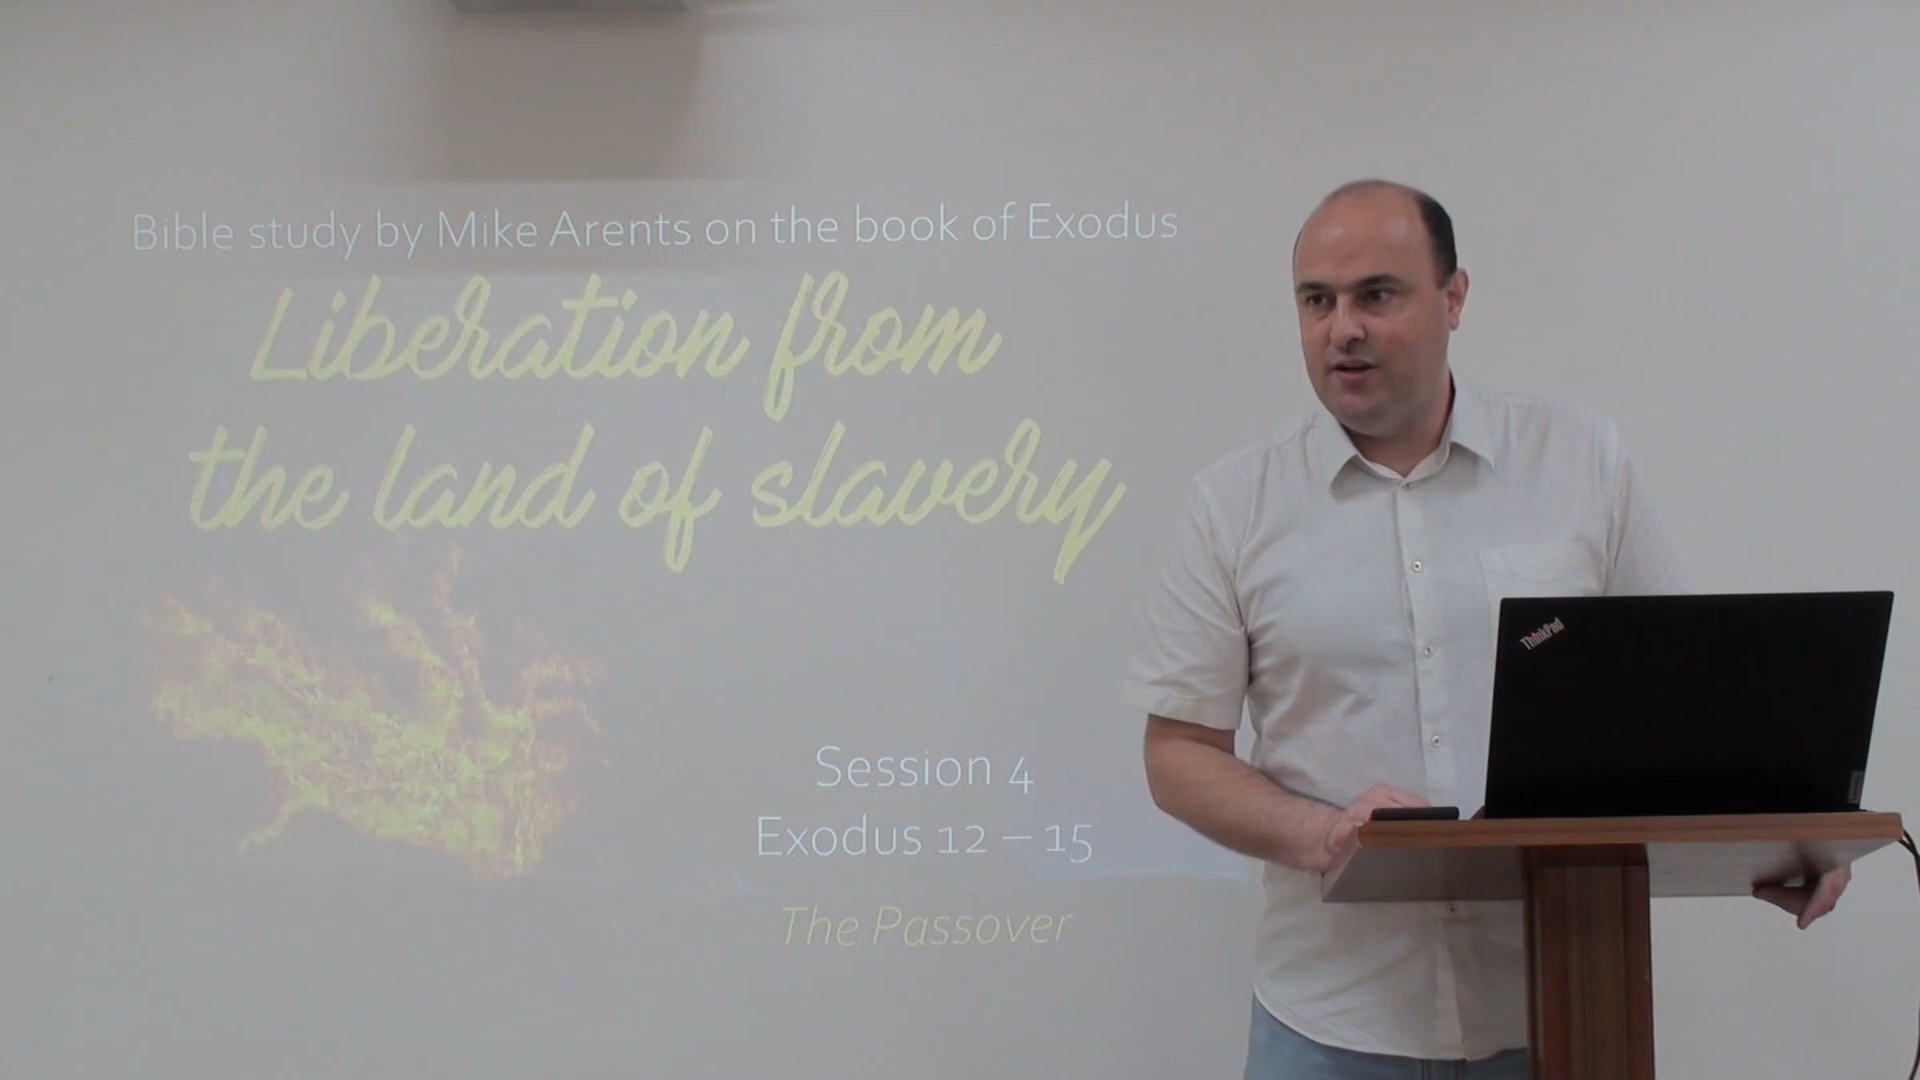 Bible study by Mike Arents on the book of Exodus
Liberation from
the land of slavery
Session 4
Exodus 12 – 15
The Passover
ThinkPad